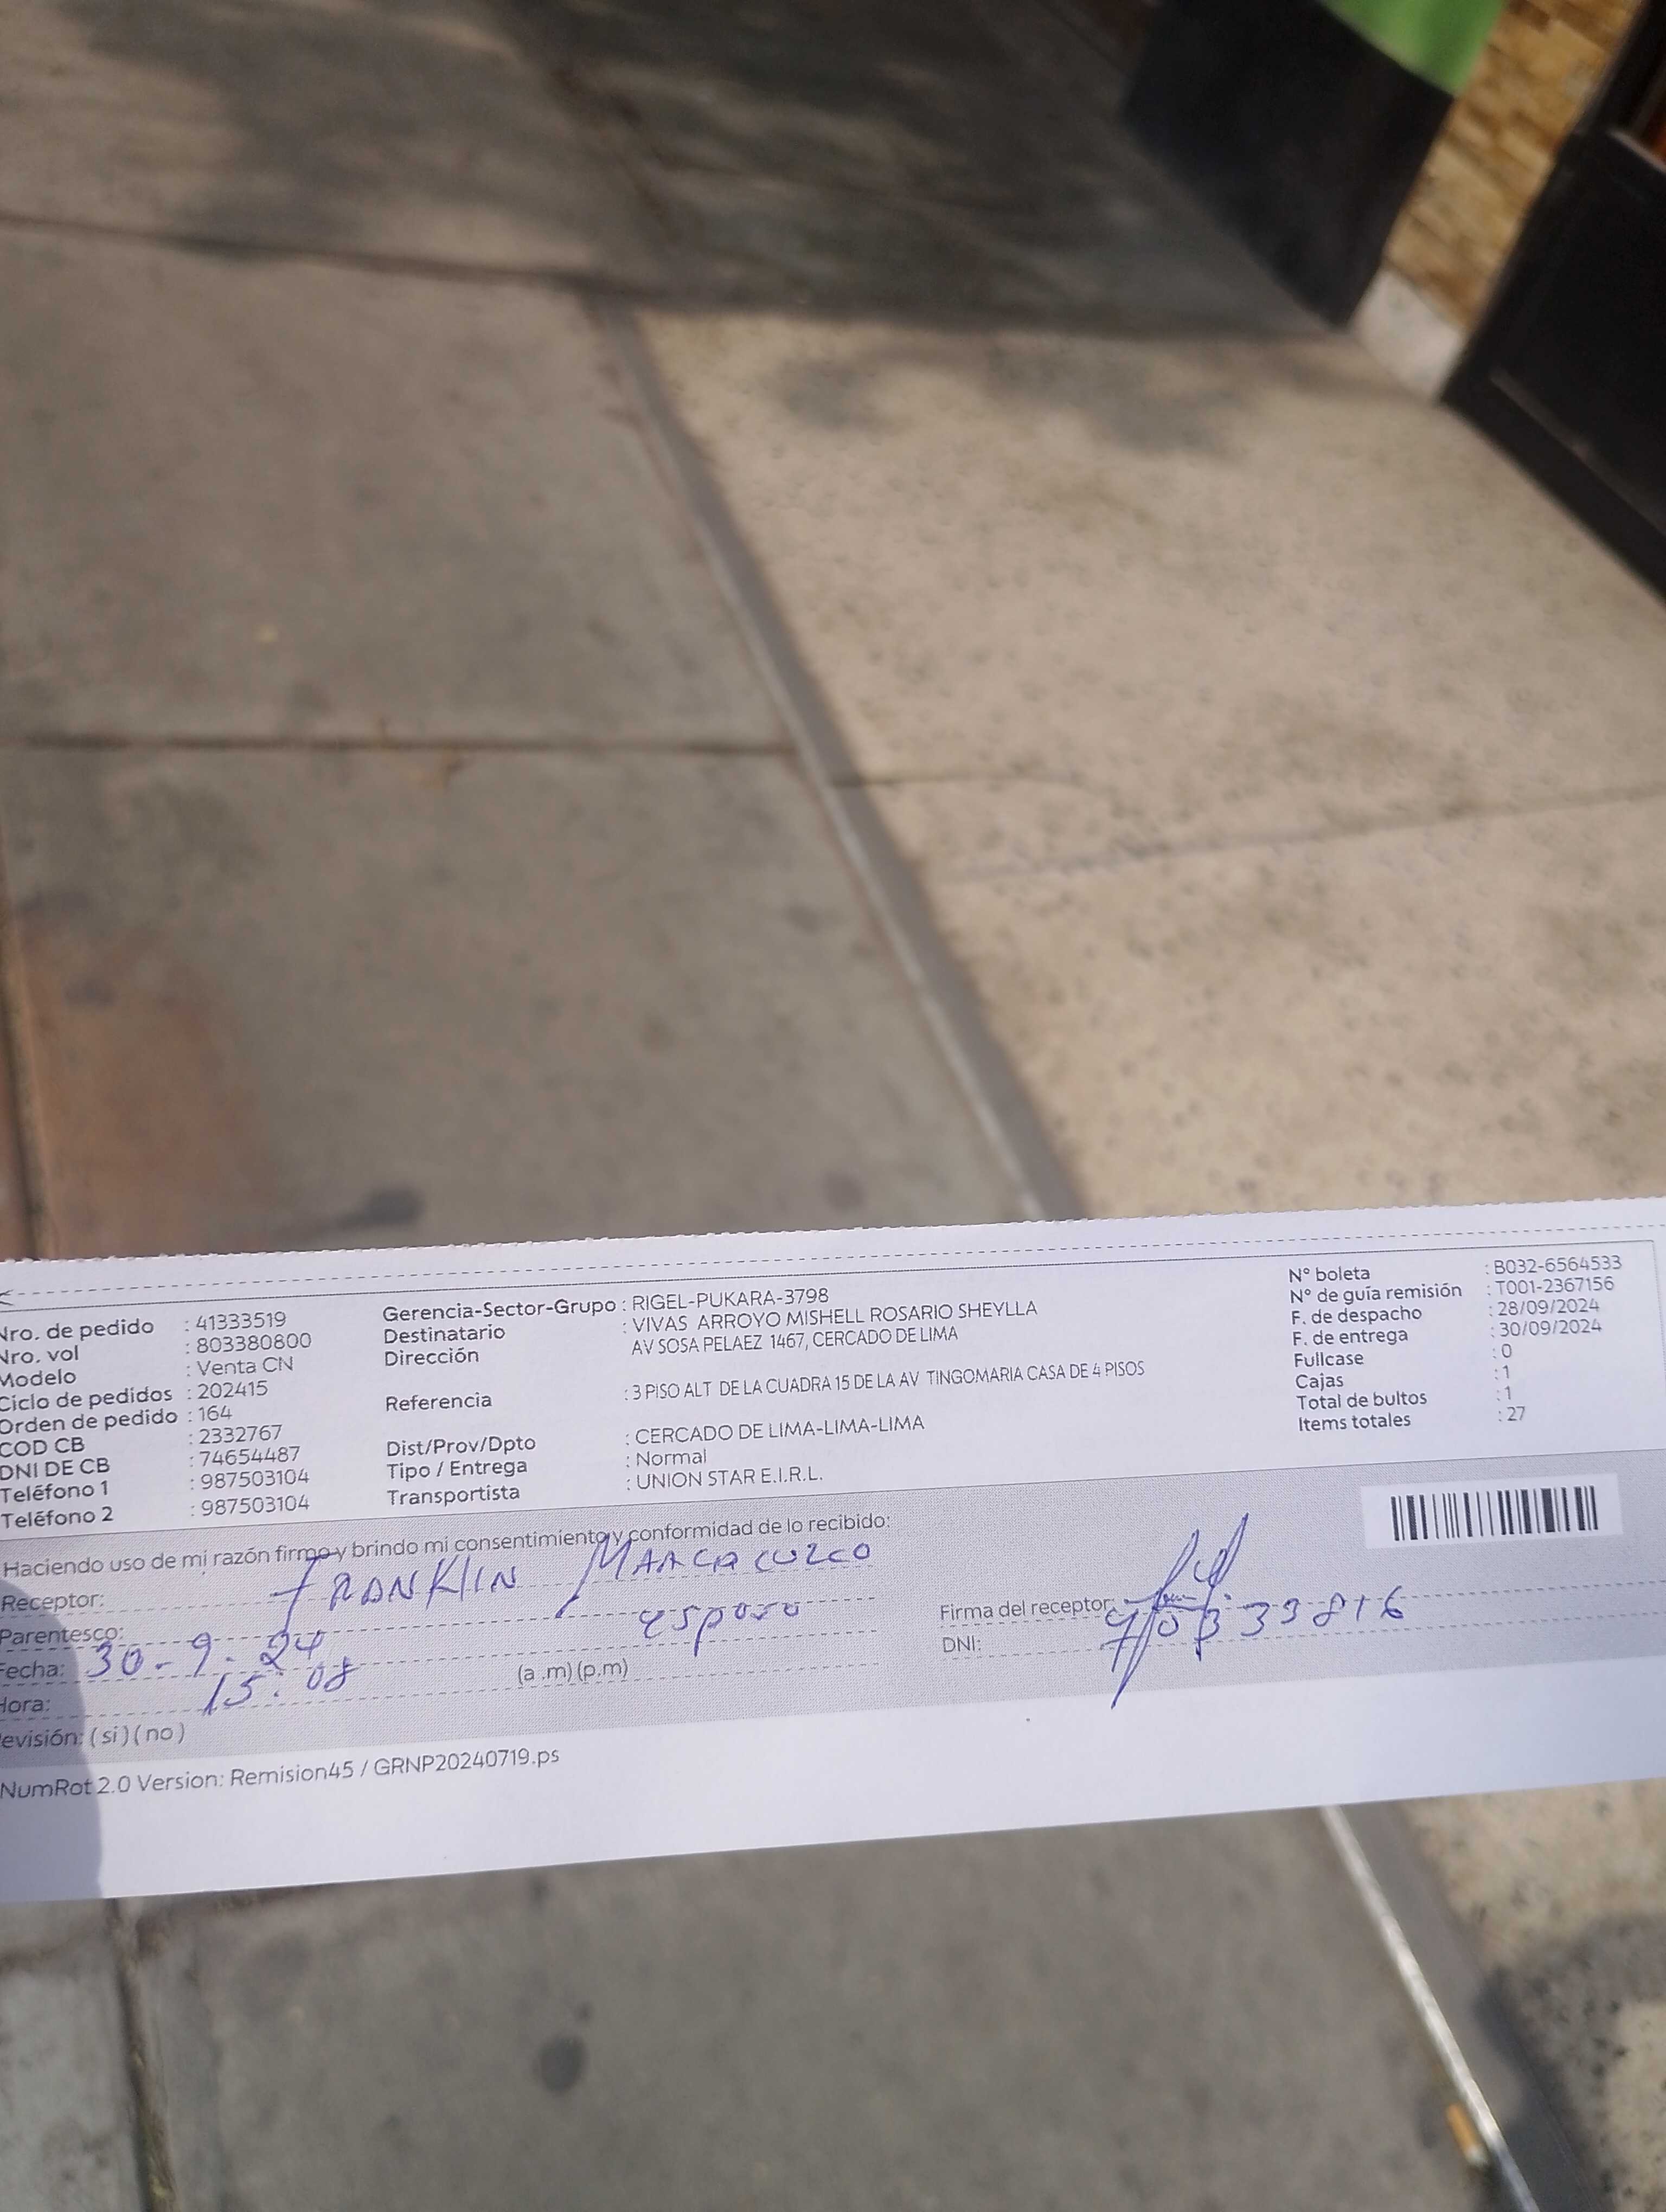 Nro. de pedido : 41333519
Nro. vol : 803380800
Modelo : Venta CN
Ciclo de pedidos : 202415
Orden de pedido : 164
COD CB : 2332767
DNI DE CB : 74654487
Teléfono 1 : 987503104
Teléfono 2 : 987503104
Gerencia-Sector-Grupo : RIGEL-PUKARA-3798
Destinatario : VIVAS ARROYO MISHELL ROSARIO SHEYLLA
Dirección AV SOSA PELAEZ 1467, CERCADO DE LIMA
Referencia : 3 PISO ALT DE LA CUADRA 15 DE LA AV TINGOMARIA CASA DE 4 PISOS
Dist/Prov/Dpto : CERCADO DE LIMA-LIMA-LIMA
Tipo / Entrega : Normal
Transportista : UNION STAR E.I.R.L.
N° boleta : B032-6564533
N° de guía remisión : T001-2367156
F. de despacho : 28/09/2024
F. de entrega : 30/09/2024
Fullcase : 0
Cajas : 1
Total de bultos : 1
Items totales : 27
Haciendo uso de mi razón firmo y brindo mi consentimiento y conformidad de lo recibido:
Receptor: FRANKLIN MARCACUZCO
Parentesco: esposo
Fecha: 30-9-24
Hora: 15:08 (a.m)(p.m)
Revisión: (si)(no)
Firma del receptor:
DNI:
NumRot 2.0 Version: Remision45 / GRNP20240719.ps